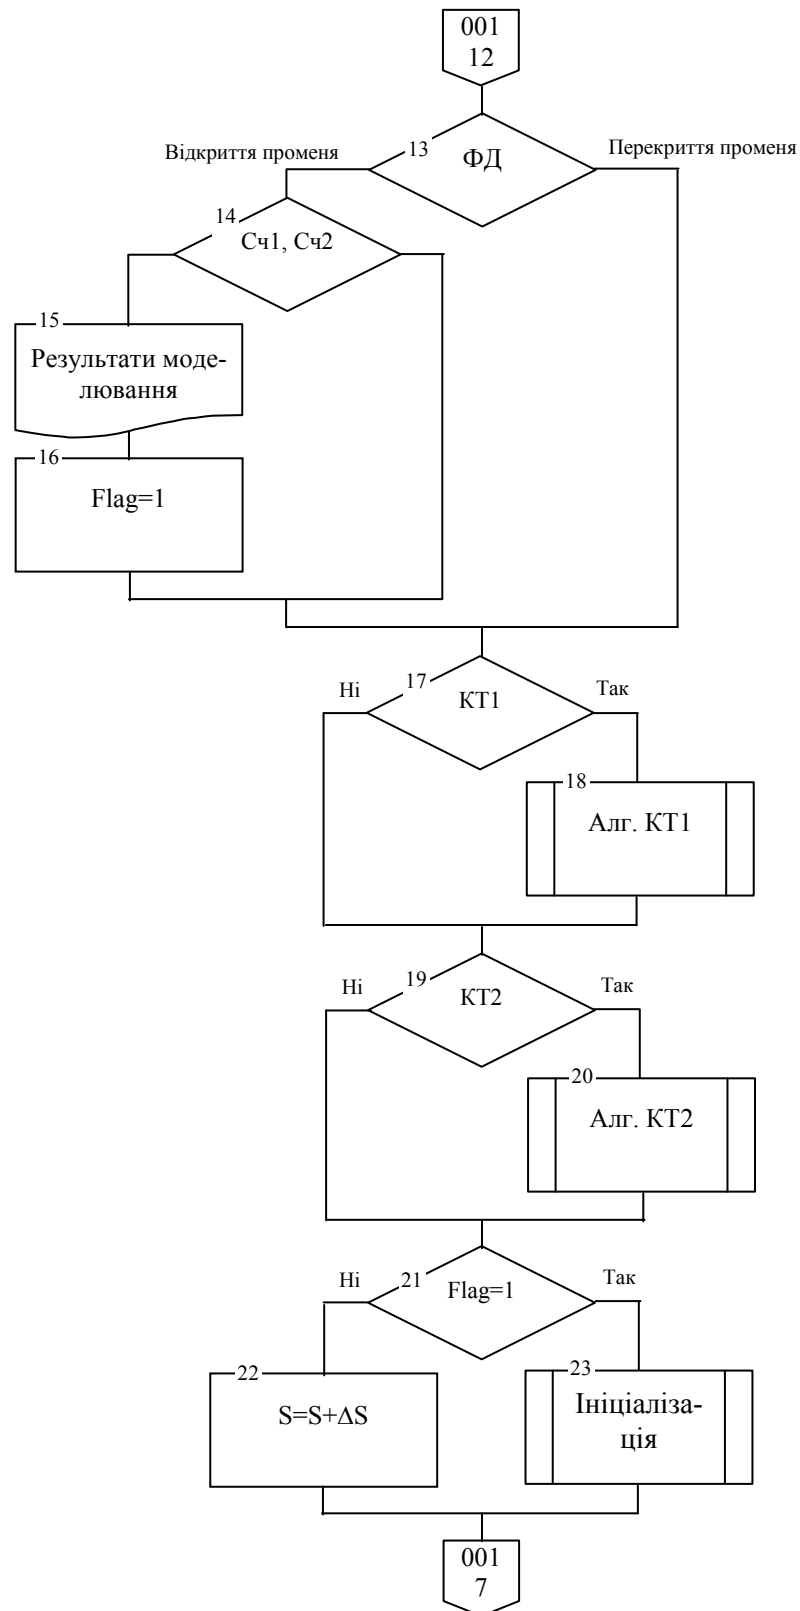 001
12
13
ФД
Відкриття променя
Перекриття променя
14
Сч1, Сч2
15
Результати моде-
лювання
16
Flag=1
17
КТ1
Ні
Так
18
Алг. КТ1
19
КТ2
Ні
Так
20
Алг. КТ2
21
Flag=1
Ні
Так
22
S=S+ΔS
23
Ініціаліза-
ція
001
7